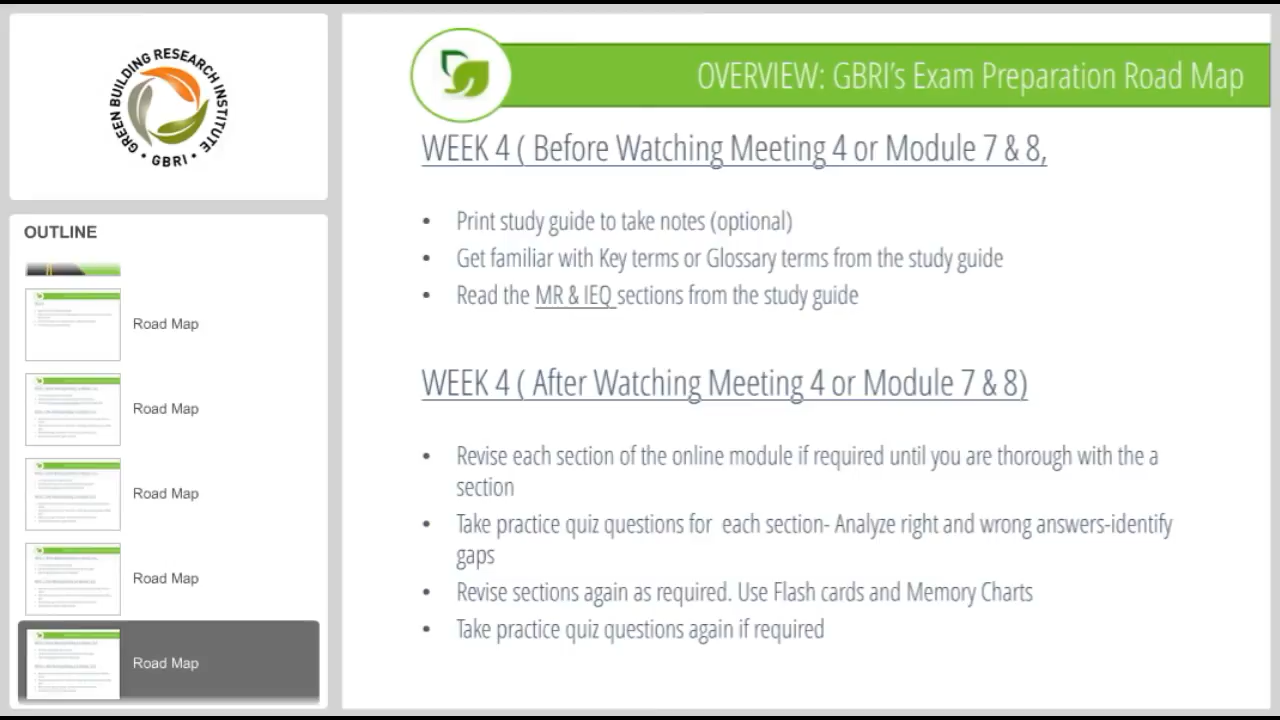 GREEN BUILDING RESEARCH INSTITUTE
• GBRI •
OUTLINE
Road Map
Road Map
Road Map
Road Map
Road Map
OVERVIEW: GBRI's Exam Preparation Road Map
WEEK 4 ( Before Watching Meeting 4 or Module 7 & 8,
• Print study guide to take notes (optional)
• Get familiar with Key terms or Glossary terms from the study guide
• Read the MR & IEQ sections from the study guide
WEEK 4 ( After Watching Meeting 4 or Module 7 & 8)
• Revise each section of the online module if required until you are thorough with the a
section
• Take practice quiz questions for each section- Analyze right and wrong answers-identify
gaps
• Revise sections again as required. Use Flash cards and Memory Charts
• Take practice quiz questions again if required